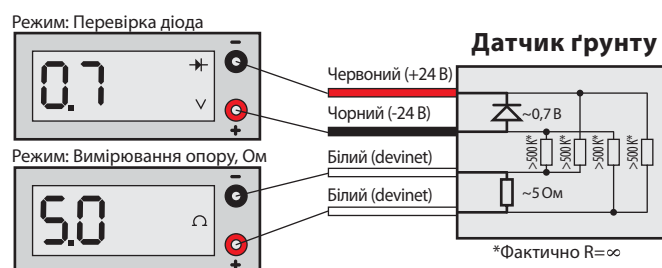 Режим: Перевірка діода
0.7
V
−
+
Режим: Вимірювання опору, Ом
5.0
Ω
−
+
Червоний (+24 В)
Чорний (-24 В)
Білий (devinet)
Білий (devinet)
Датчик ґрунту
~0,7 В
>500 K*
>500 K*
>500 K*
>500 K*
~5 Ом
*Фактично R=∞